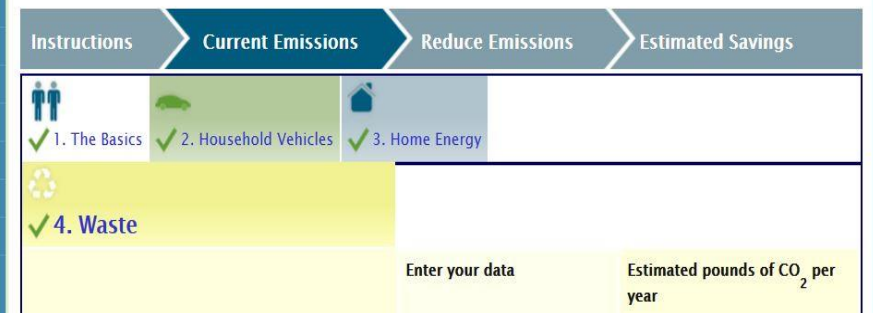 Instructions Current Emissions Reduce Emissions Estimated Savings
1. The Basics 2. Household Vehicles 3. Home Energy
4. Waste
Enter your data Estimated pounds of CO2 per
year